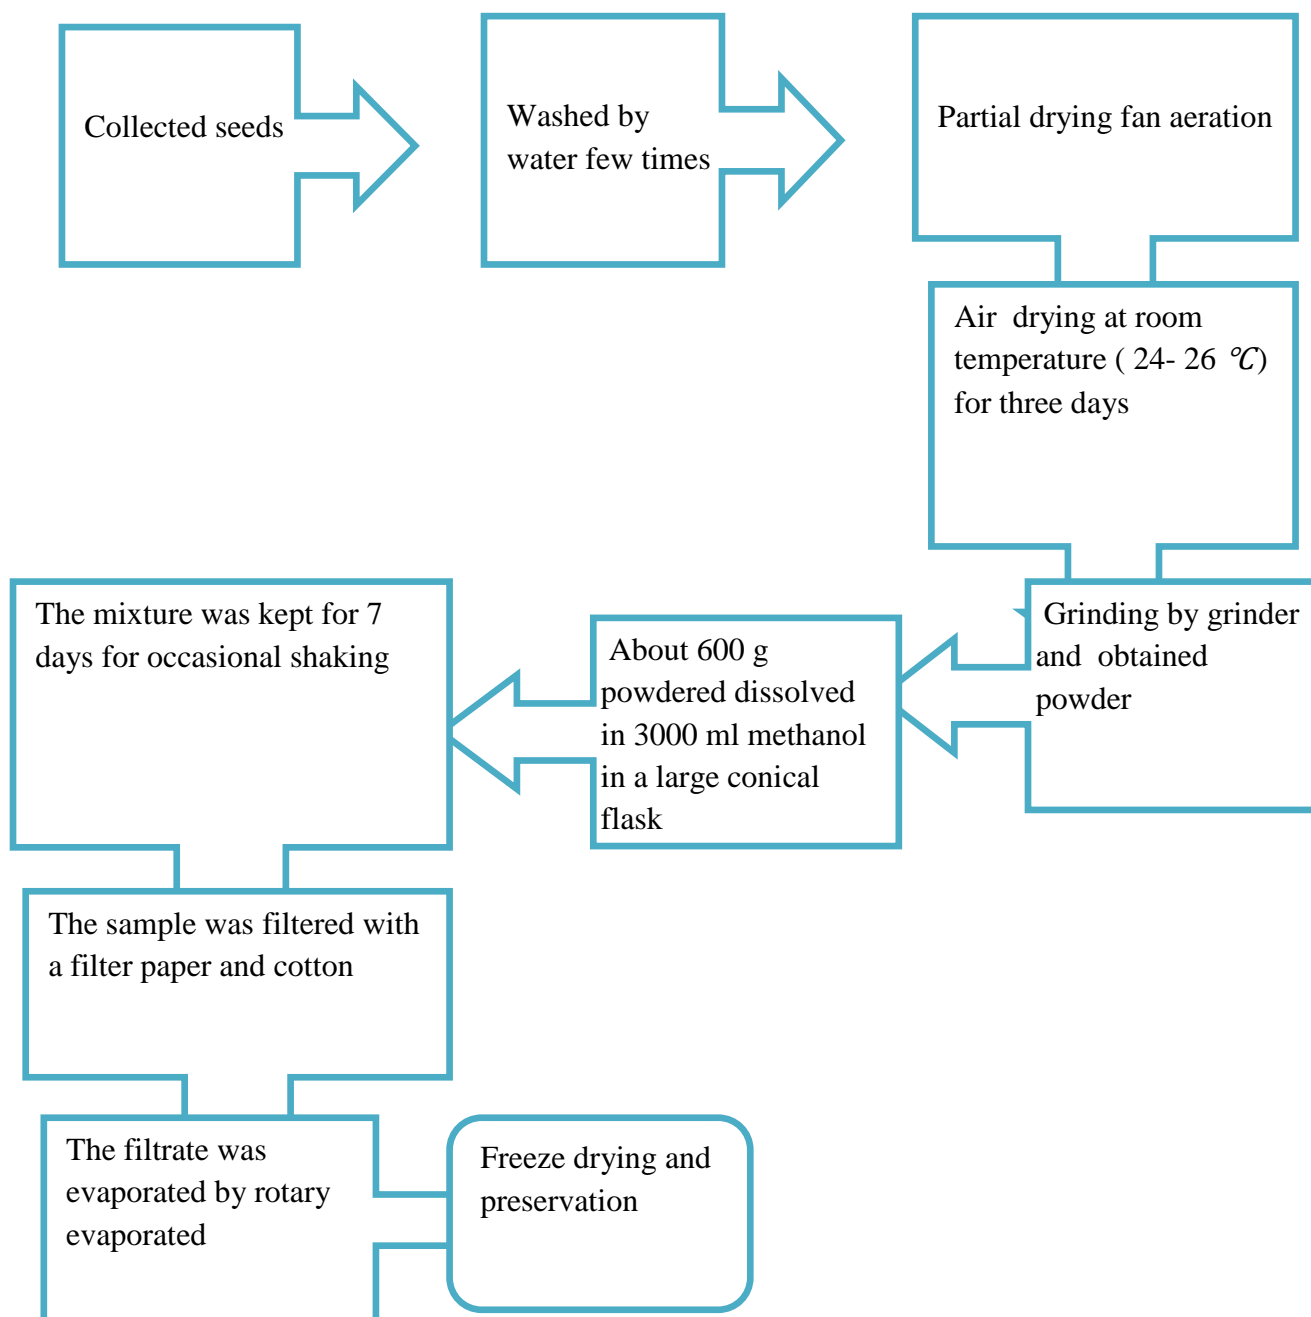 Collected seeds
Washed by
water few times
Partial drying fan aeration
Air  drying at room
temperature ( 24- 26 ℃)
for three days
Grinding by grinder
and  obtained
powder
About 600 g
powdered dissolved
in 3000 ml methanol
in a large conical
flask
The mixture was kept for 7
days for occasional shaking
The sample was filtered with
a filter paper and cotton
The filtrate was
evaporated by rotary
evaporated
Freeze drying and
preservation